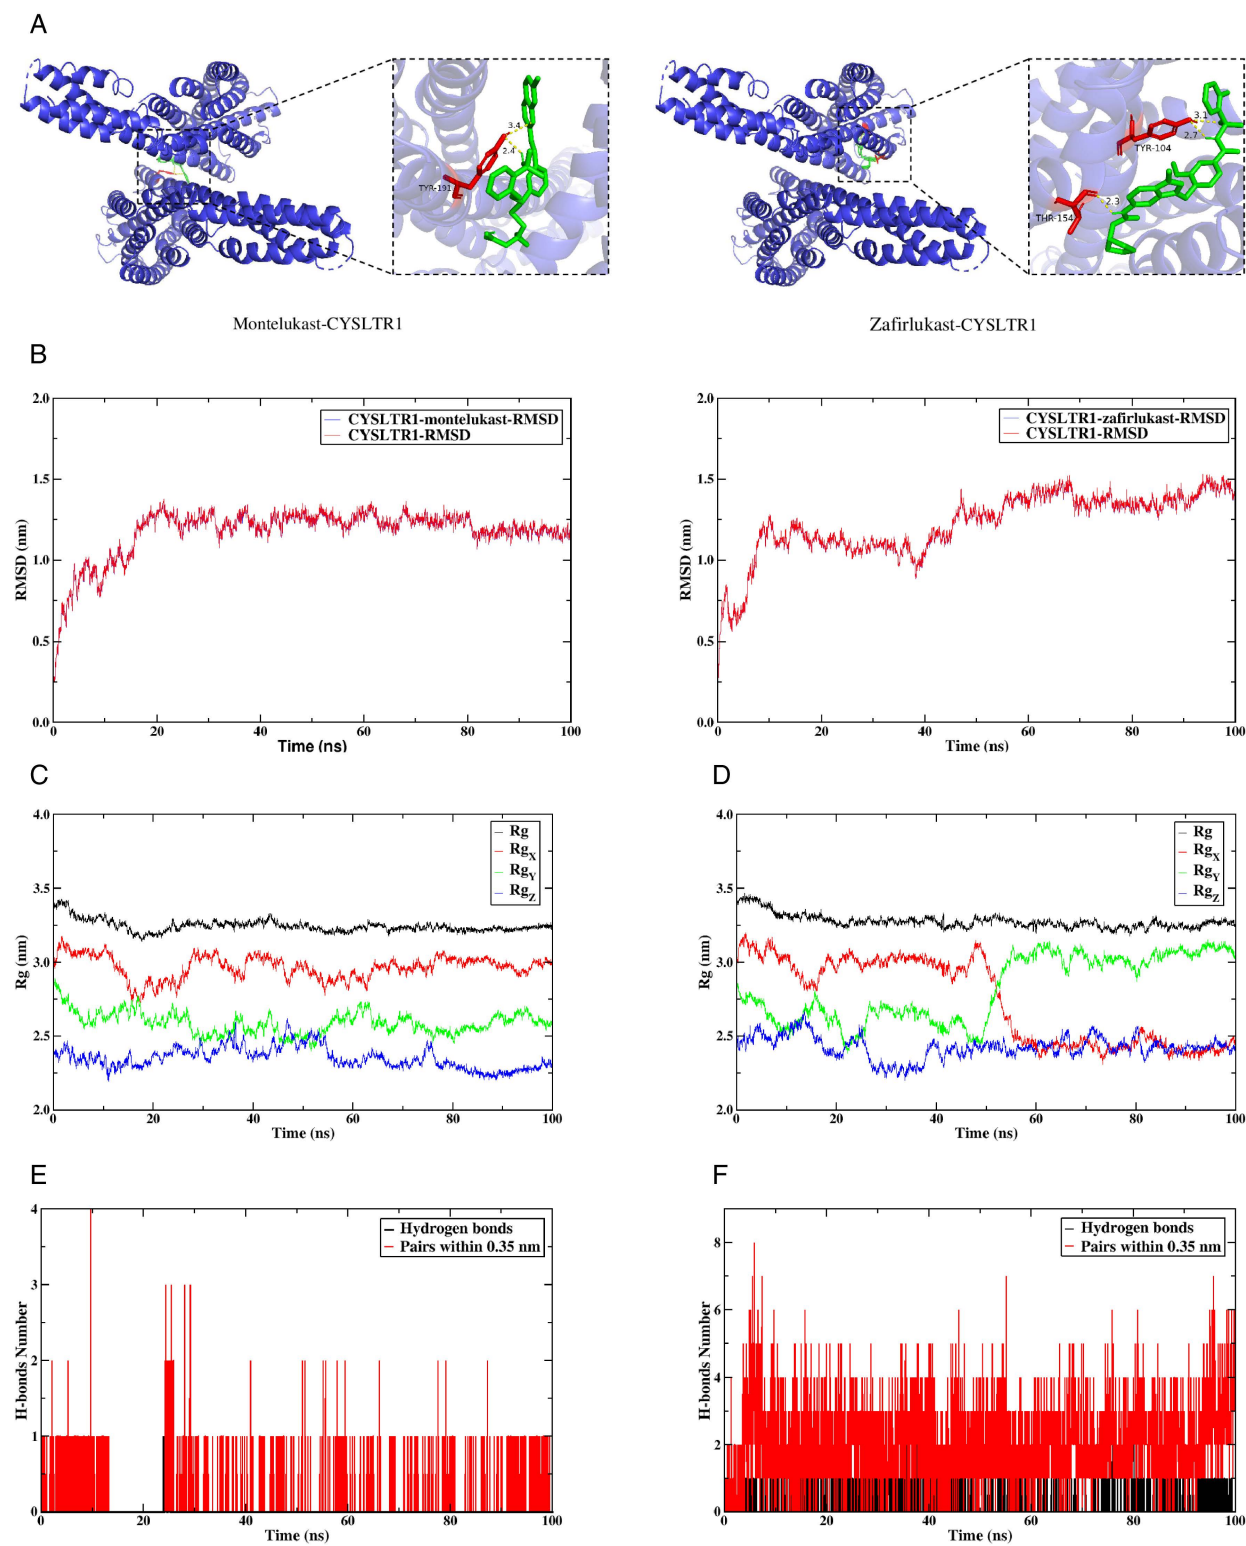 A
3.4
2.4
TYR-191
3.1
2.7
TYR-104
2.3
THR-154
Montelukast-CYSLTR1
Zafirlukast-CYSLTR1
B
2.0
1.5
1.0
0.5
0.0
RMSD (nm)
CYSLTR1-montelukast-RMSD
CYSLTR1-RMSD
0 20 40 60 80 100
Time (ns)
2.0
1.5
1.0
0.5
0.0
RMSD (nm)
CYSLTR1-zafirlukast-RMSD
CYSLTR1-RMSD
0 20 40 60 80 100
Time (ns)
C
4.0
3.5
3.0
2.5
2.0
Rg (nm)
Rg
RgX
RgY
RgZ
0 20 40 60 80 100
Time (ns)
D
4.0
3.5
3.0
2.5
2.0
Rg (nm)
Rg
RgX
RgY
RgZ
0 20 40 60 80 100
Time (ns)
E
4
3
2
1
0
H-bonds Number
Hydrogen bonds
Pairs within 0.35 nm
0 20 40 60 80 100
Time (ns)
F
8
6
4
2
0
H-bonds Number
Hydrogen bonds
Pairs within 0.35 nm
0 20 40 60 80 100
Time (ns)